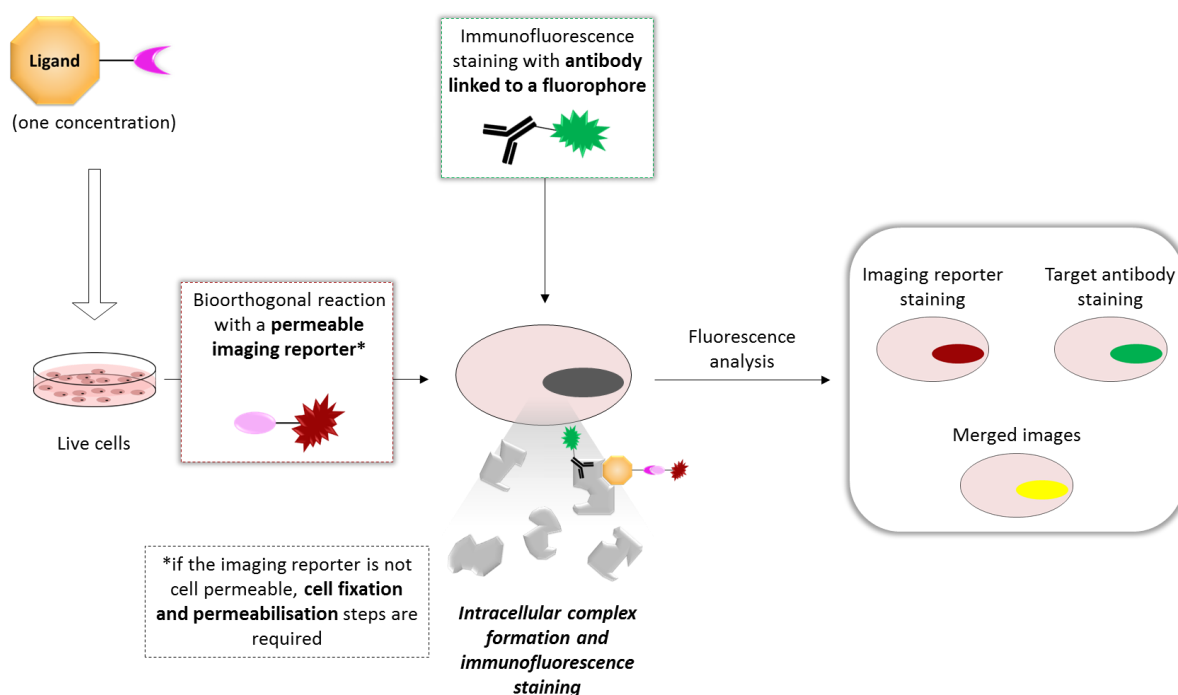 Ligand
(one concentration)
Immunofluorescence
staining with antibody
linked to a fluorophore
Bioorthogonal reaction
with a permeable
imaging reporter*
Live cells
Fluorescence
analysis
Imaging reporter
staining
Target antibody
staining
Merged images
*if the imaging reporter is not
cell permeable, cell fixation
and permeabilisation steps are
required
Intracellular complex
formation and
immunofluorescence
staining